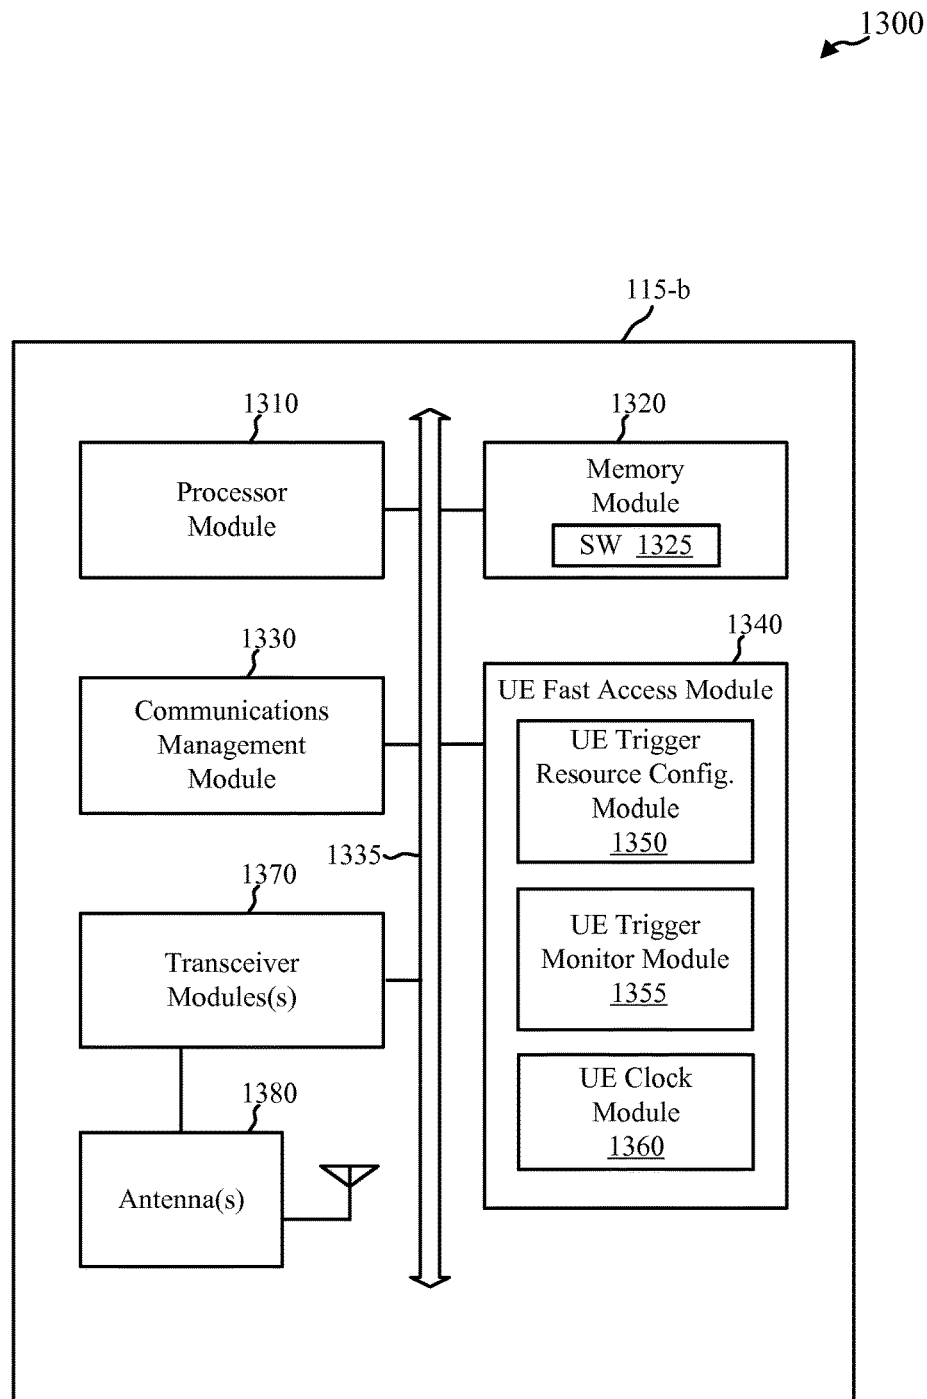 1300
115-b
1310
Processor
Module
1320
Memory
Module
SW 1325
1330
Communications
Management
Module
1340
UE Fast Access Module
UE Trigger
Resource Config.
Module
1350
1335
1370
Transceiver
Modules(s)
UE Trigger
Monitor Module
1355
UE Clock
Module
1360
1380
Antenna(s)